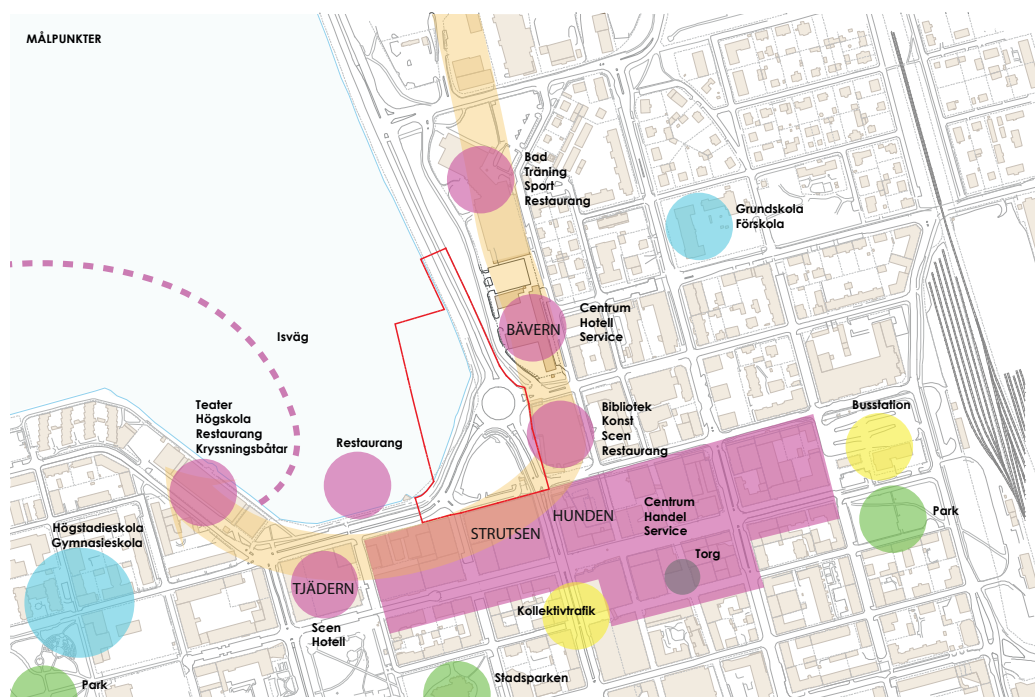 MÅLPUNKTER
Bad
Träning
Sport
Restaurang
Grundskola
Förskola
Isväg
BÄVERN
Centrum
Hotell
Service
Teater
Högskola
Restaurang
Kryssningsbåtar
Restaurang
Bibliotek
Konst
Scen
Restaurang
Busstation
HUNDEN
Centrum
Handel
Service
STRUTSEN
Park
Högstadieskola
Gymnasieskola
Torg
TJÄDERN
Kollektivtrafik
Scen
Hotell
Park
Stadsparken